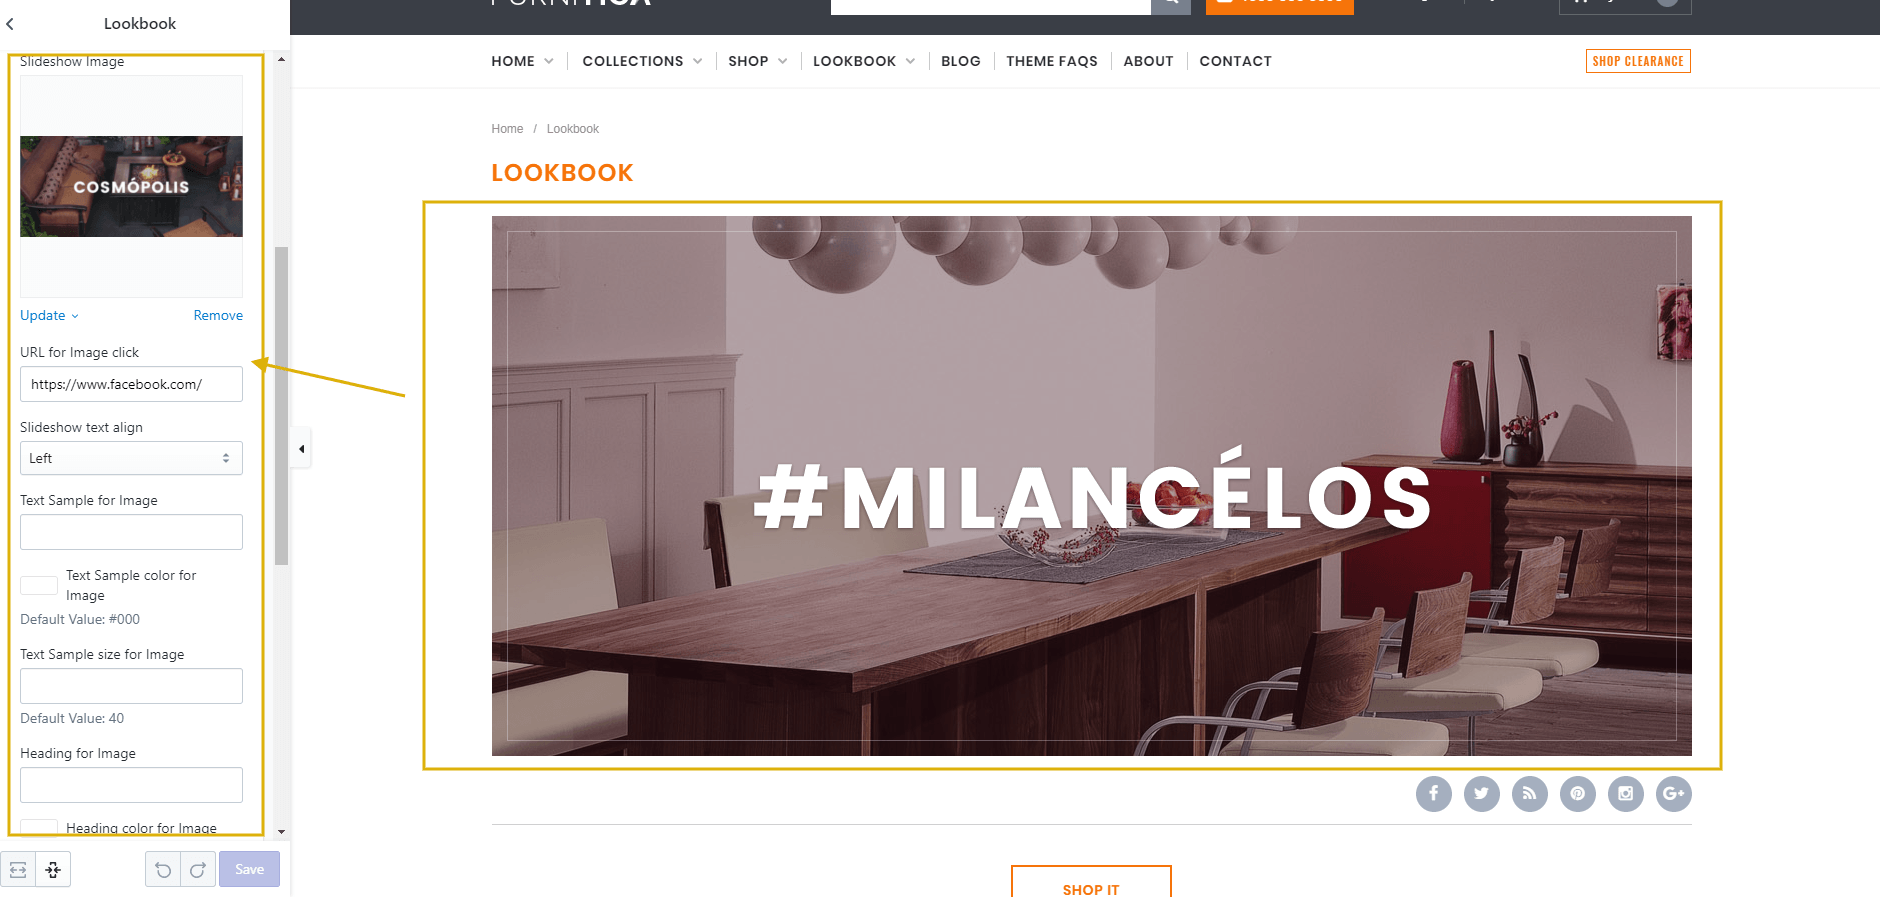 Lookbook
Slideshow Image
COSMÓPOLIS
Update
Remove
URL for Image click
https://www.facebook.com/
Slideshow text align
Left
Text Sample for Image
Text Sample color for
Image
Default Value: #000
Text Sample size for Image
Default Value: 40
Heading for Image
Heading color for Image
Save
HOME
COLLECTIONS
SHOP
LOOKBOOK
BLOG
THEME FAQS
ABOUT
CONTACT
SHOP CLEARANCE
Home / Lookbook
LOOKBOOK
#MILANCÉLOS
SHOP IT